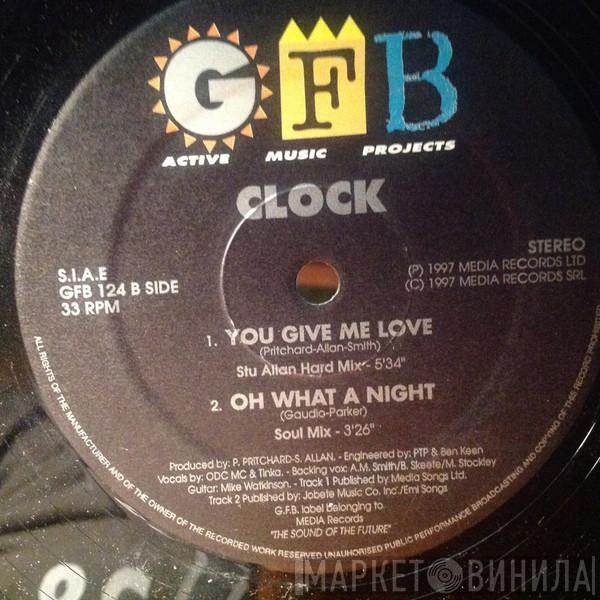 GFB
ACTIVE MUSIC PROJECTS
CLOCK
S.I.A.E
GFB 124 B SIDE
33 RPM
STEREO
(P) 1997 MEDIA RECORDS LTD
(C) 1997 MEDIA RECORDS SRL
1. YOU GIVE ME LOVE
(Pritchard-Allan-Smith)
Stu Allan Hard Mix - 5'34"
2. OH WHAT A NIGHT
(Gaudio-Parker)
Soul Mix - 3'26"
Produced by: P. PRITCHARD-S. ALLAN. - Engineered by: PTP & Ben Keen
Vocals by: ODC MC & Tinka. - Backing vox: A.M. Smith/B. Skeete/M. Stockley
Guitar: Mike Watkinson. - Track 1 Published by: Media Songs Ltd.
Track 2 Published by: Jobete Music Co. Inc./Emi Songs
G.F.B. label belonging to
MEDIA Records
"THE SOUND OF THE FUTURE"
ALL RIGHTS OF THE MANUFACTURER AND OF THE OWNER OF THE RECORDED WORK RESERVED UNAUTHORISED PUBLIC PERFORMANCE BROADCASTING AND COPYING OF THIS RECORD PROHIBITED
МАРКЕТ ВИНИЛА